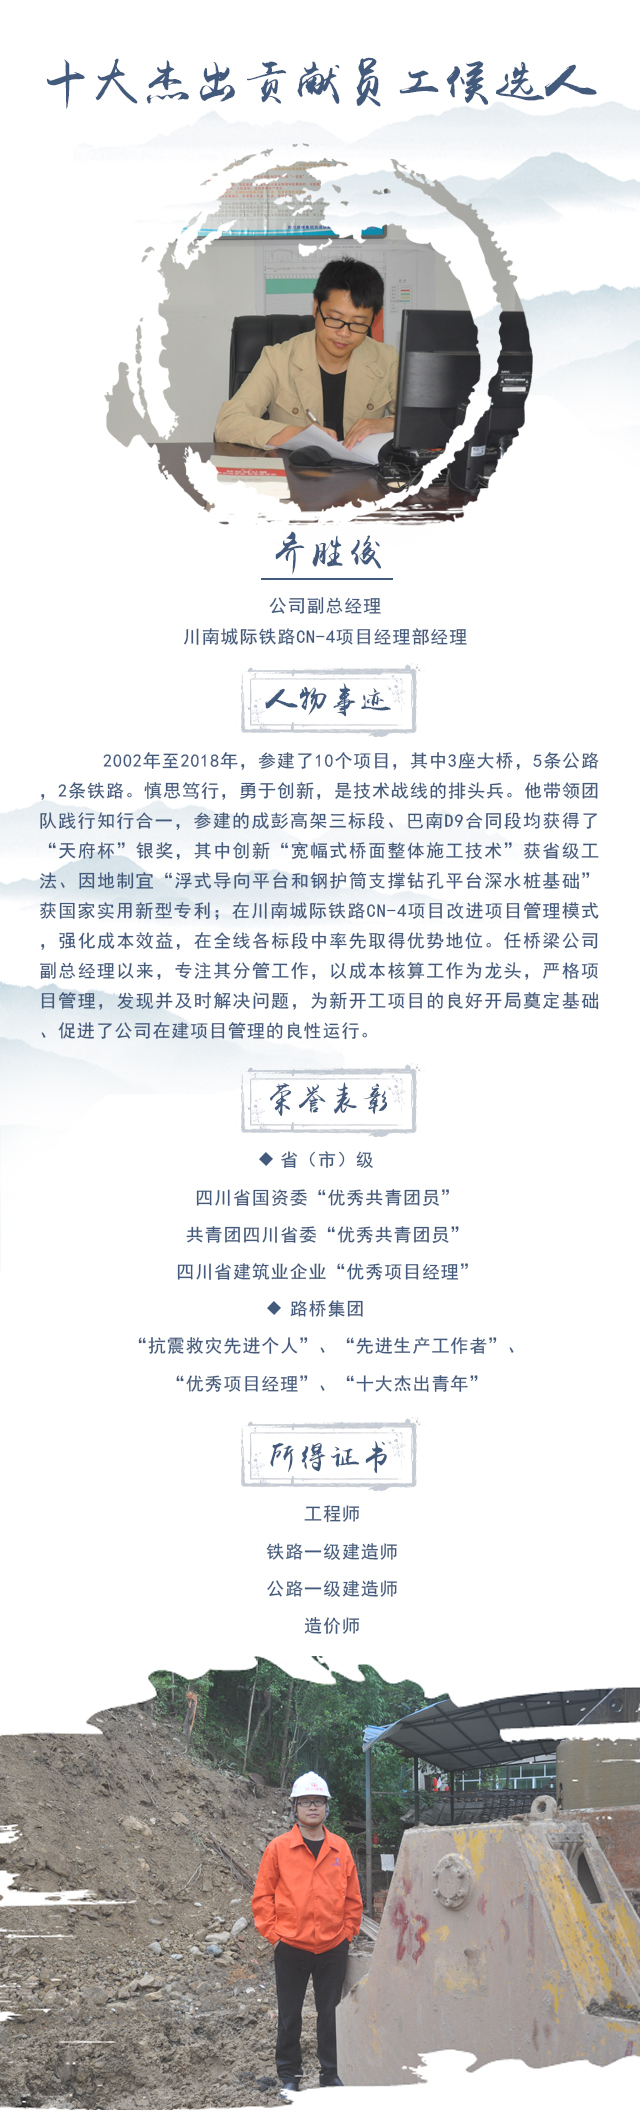 十大杰出贡献员工候选人
乔胜俊
公司副总经理
川南城际铁路CN-4项目经理部经理
人物事迹
2002年至2018年，参建了10个项目，其中3座大桥，5条公路
，2条铁路。慎思笃行，勇于创新，是技术战线的排头兵。他带领团
队践行知行合一，参建的成彭高架三标段、巴南D9合同段均获得了
“天府杯”银奖，其中创新“宽幅式桥面整体施工技术”获省级工
法、因地制宜“浮式导向平台和钢护筒支撑钻孔平台深水桩基础”
获国家实用新型专利；在川南城际铁路CN-4项目改进项目管理模式
，强化成本效益，在全线各标段中率先取得优势地位。任桥梁公司
副总经理以来，专注其分管工作，以成本核算工作为龙头，严格项
目管理，发现并及时解决问题，为新开工项目的良好开局奠定基础
、促进了公司在建项目管理的良性运行。
荣誉表彰
◆ 省（市）级
四川省国资委“优秀共青团员”
共青团四川省委“优秀共青团员”
四川省建筑业企业“优秀项目经理”
◆ 路桥集团
“抗震救灾先进个人”、“先进生产工作者”、
“优秀项目经理”、“十大杰出青年”
所得证书
工程师
铁路一级建造师
公路一级建造师
造价师
93